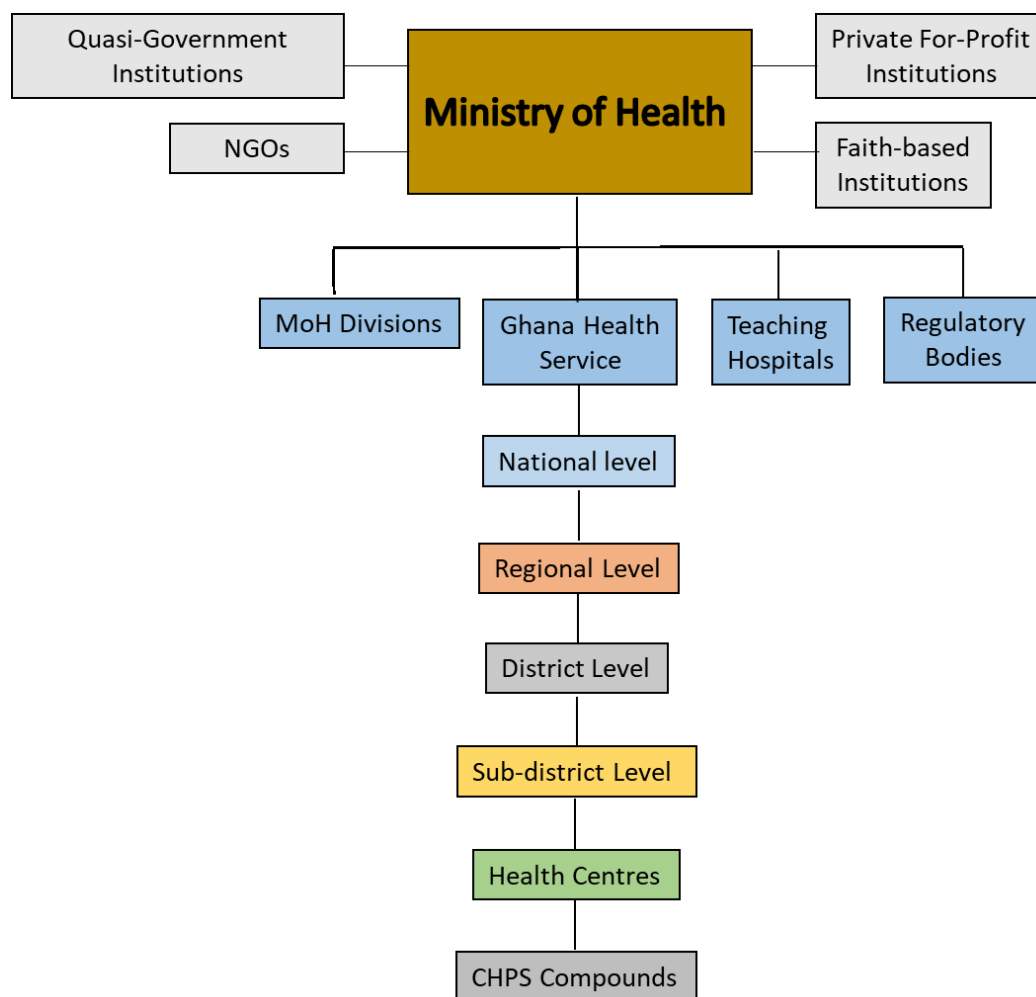 Quasi-Government
Institutions
Private For-Profit
Institutions
Ministry of Health
NGOs
Faith-based
Institutions
MoH Divisions
Ghana Health
Service
Teaching
Hospitals
Regulatory
Bodies
National level
Regional Level
District Level
Sub-district Level
Health Centres
CHPS Compounds